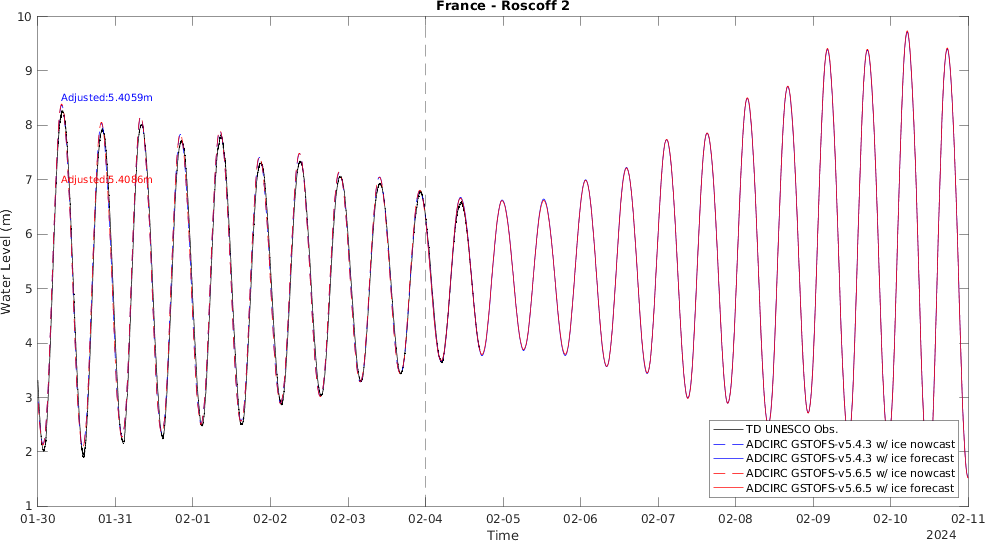 France - Roscoff 2
10
9
8
7
6
5
4
3
2
1
Water Level (m)
Adjusted:5.4059m
Adjusted:5.4086m
TD UNESCO Obs.
ADCIRC GSTOFS-v5.4.3 w/ ice nowcast
ADCIRC GSTOFS-v5.4.3 w/ ice forecast
ADCIRC GSTOFS-v5.6.5 w/ ice nowcast
ADCIRC GSTOFS-v5.6.5 w/ ice forecast
01-30 01-31 02-01 02-02 02-03 02-04 02-05 02-06 02-07 02-08 02-09 02-10 02-11
Time
2024